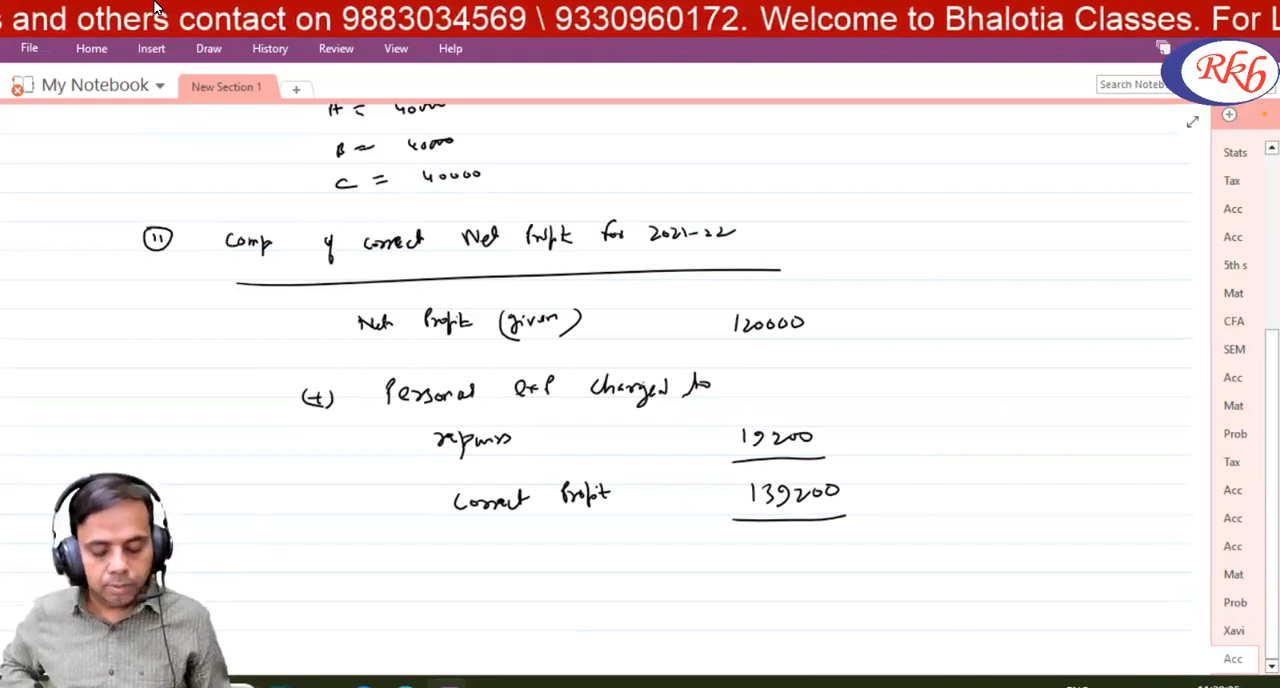 s and others contact on 9883034569 \ 9330960172. Welcome to Bhalotia Classes. For L
File Home Insert Draw History Review View Help
Rkb
My Notebook New Section 1 + Search Noteb
A = 40000
B = 40000
C = 40000
(11) Comp of correct Net Profit for 2021-22
Net Profit (given) 120000
(+) Personal exp charged to
19200
Correct Profit 139200
Stats
Tax
Acc
Acc
5th s
Mat
CFA
SEM
Acc
Mat
Prob
Tax
Acc
Acc
Acc
Mat
Prob
Xavi
Acc